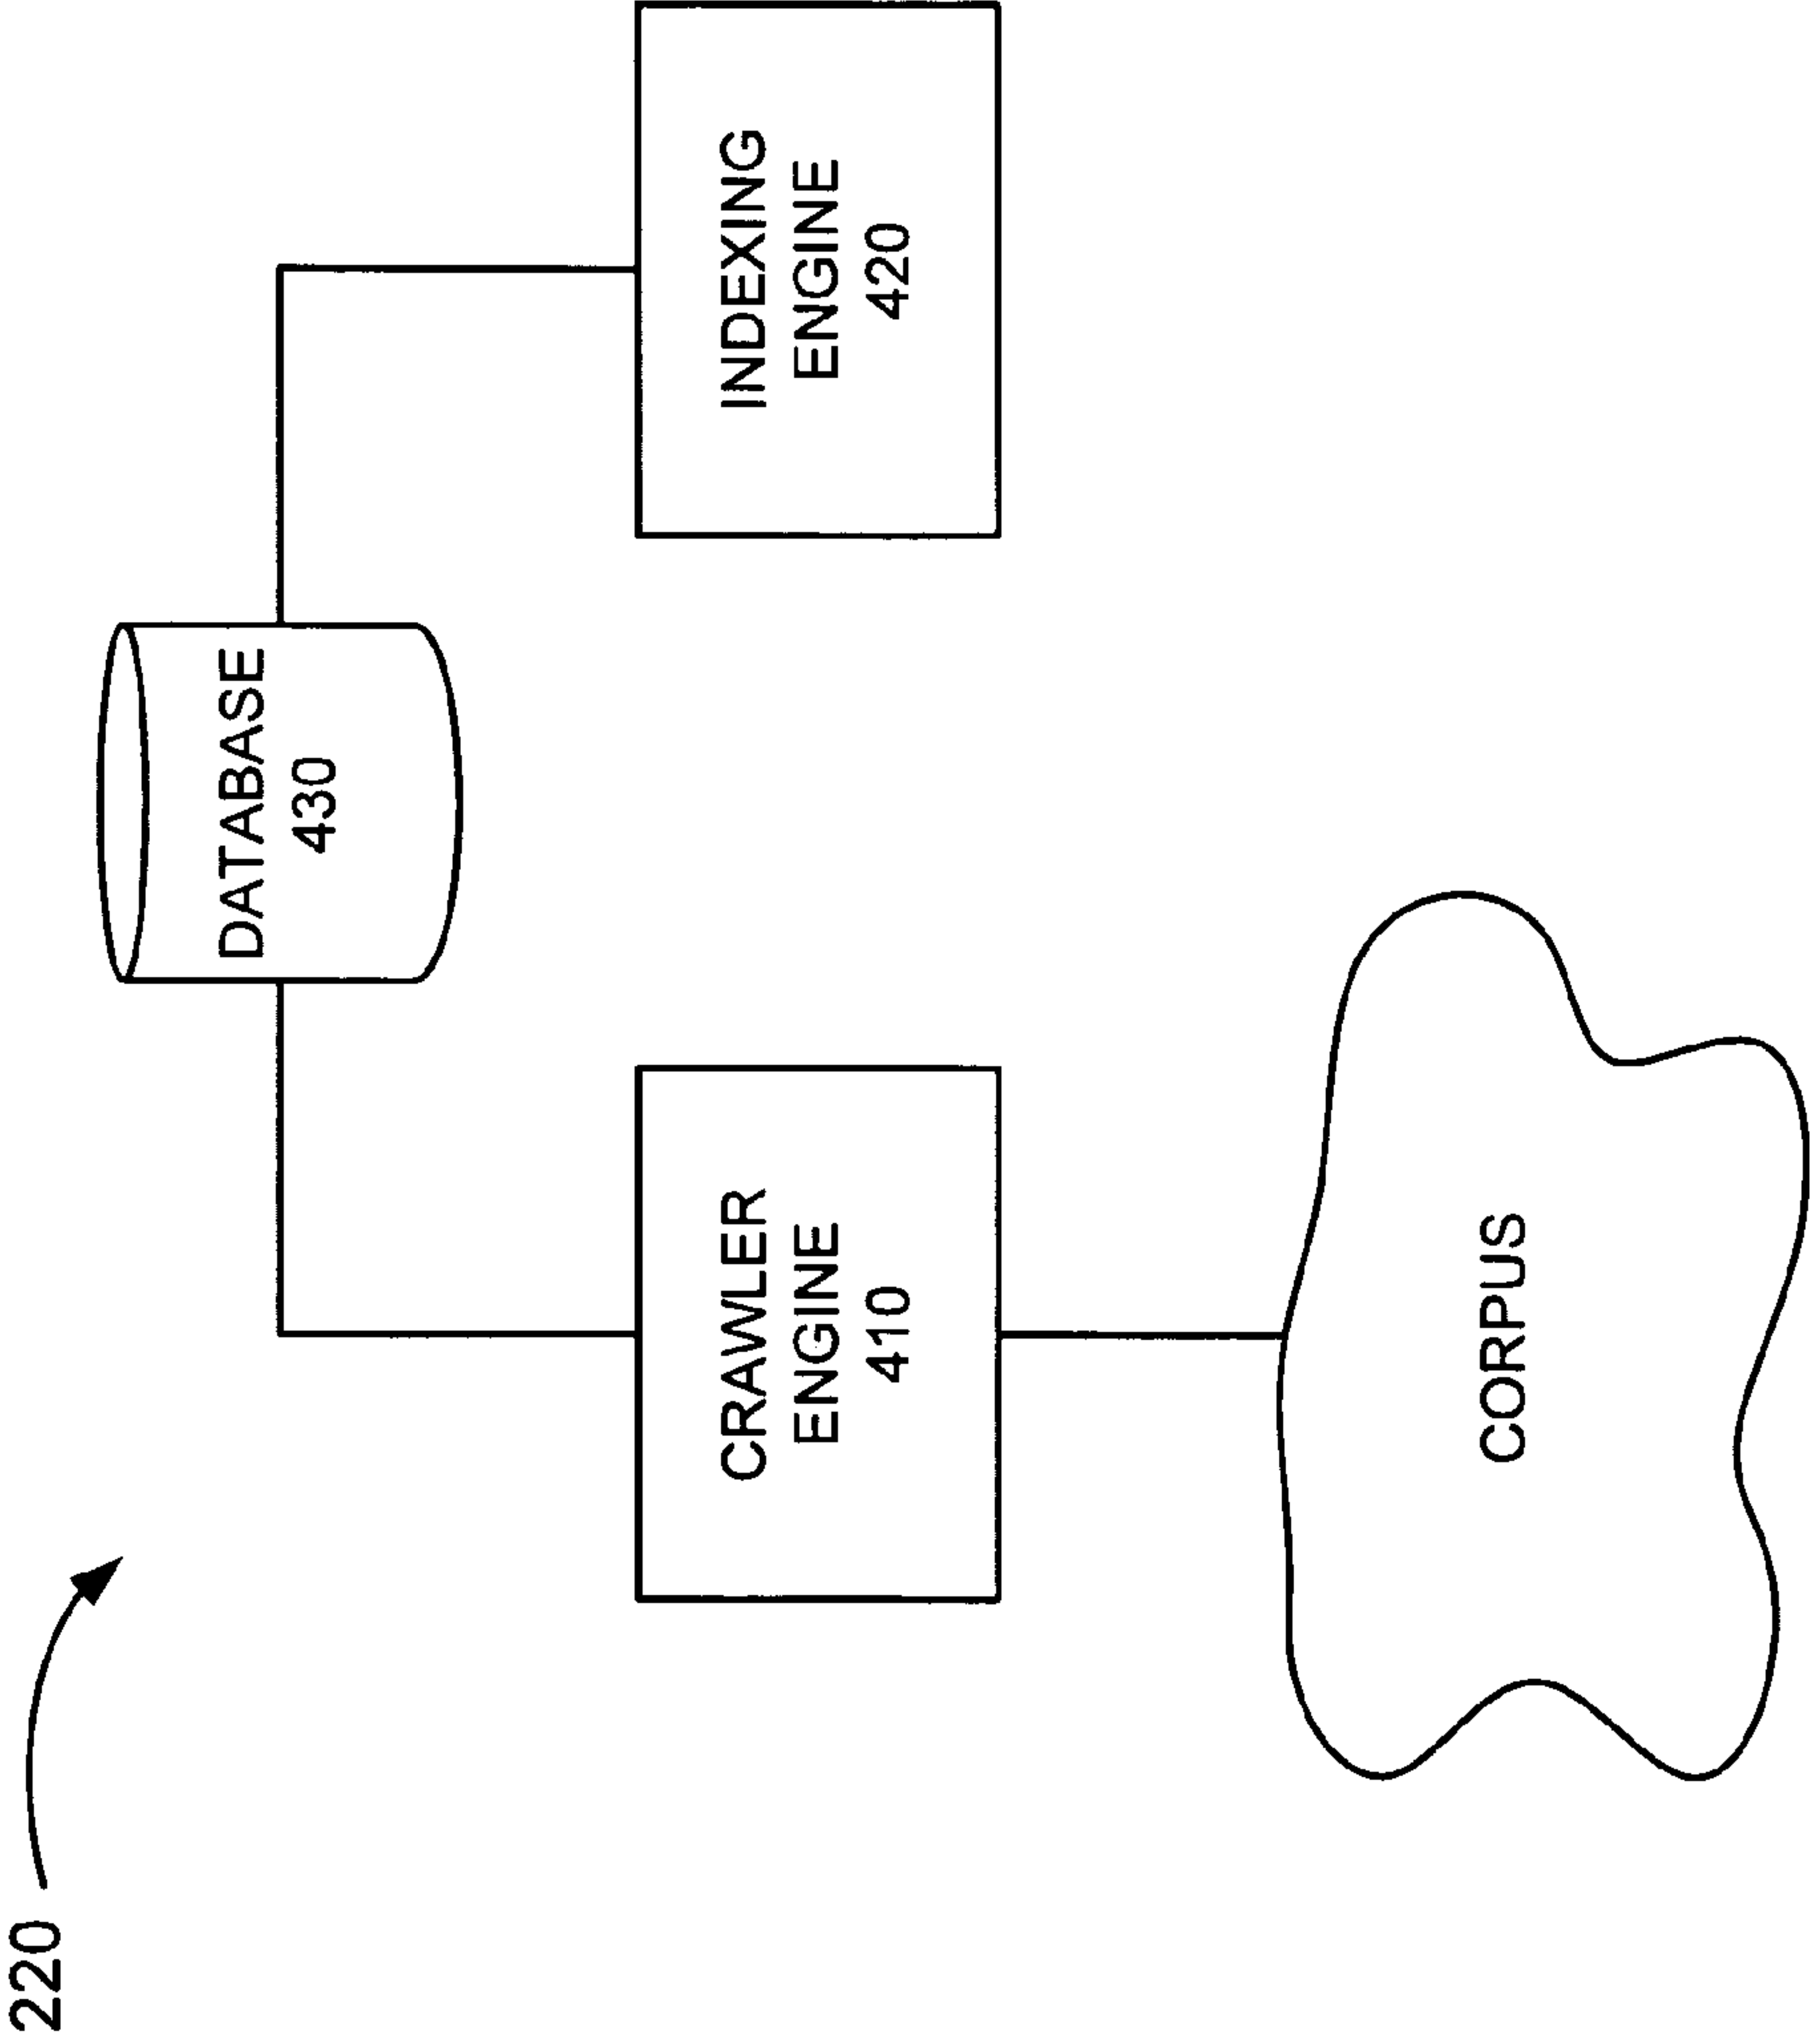 220
DATABASE
430
CRAWLER
ENGINE
410
INDEXING
ENGINE
420
CORPUS